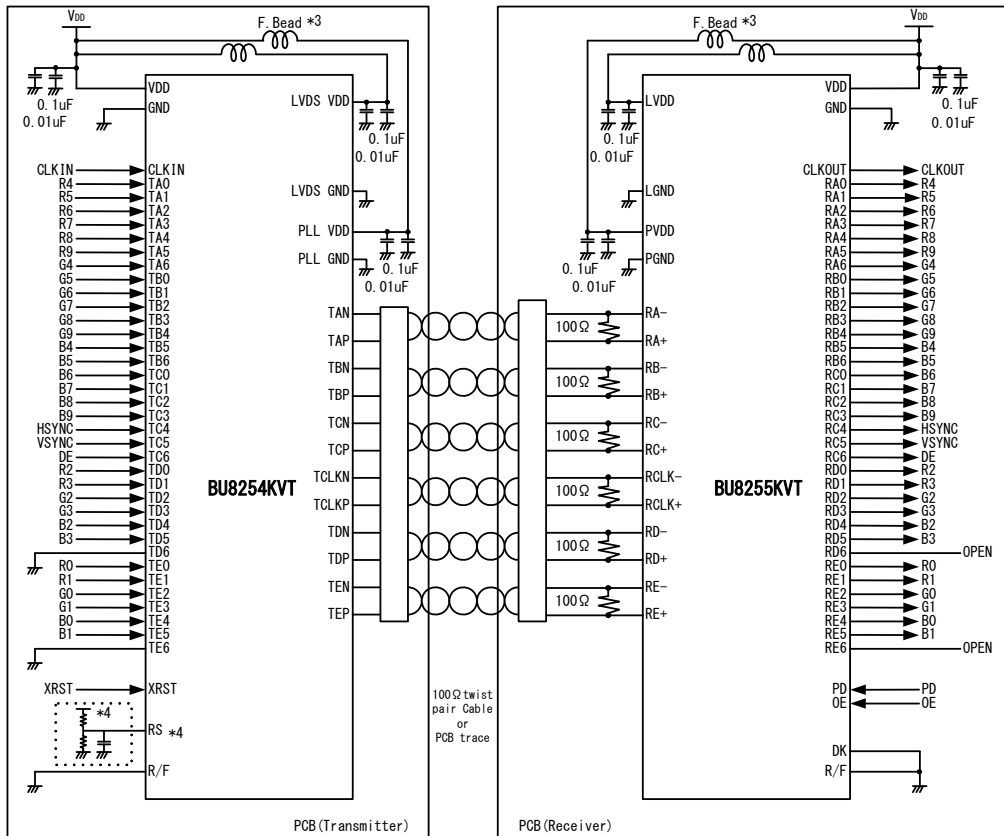 VDD
F.Bead *3
VDD
VDD
GND
0.1uF
0.01uF
LVDS VDD
0.1uF
0.01uF
LVDS GND
PLL VDD
PLL GND
0.1uF
0.01uF
CLKIN CLKIN
R4 TA0
R5 TA1
R6 TA2
R7 TA3
R8 TA4
R9 TA5
G4 TA6
G5 TB0
G6 TB1
G7 TB2
G8 TB3
G9 TB4
B4 TB5
B5 TB6
B6 TC0
B7 TC1
B8 TC2
B9 TC3
HSYNC TC4
VSYNC TC5
DE TC6
R2 TD0
R3 TD1
G2 TD2
G3 TD3
B2 TD4
B3 TD5
TD6
R0 TE0
R1 TE1
G0 TE2
G1 TE3
B0 TE4
B1 TE5
TE6
XRST XRST
*4
RS *4
R/F
BU8254KVT
TAN
TAP
TBN
TBP
TCN
TCP
TCLKN
TCLKP
TDN
TDP
TEN
TEP
PCB(Transmitter)
100Ωtwist
pair Cable
or
PCB trace
F.Bead *3
VDD
GND
0.1uF
0.01uF
LVDD
0.1uF
0.01uF
LGND
PVDD
PGND
0.1uF
0.01uF
100Ω
RA-
RA+
100Ω
RB-
RB+
100Ω
RC-
RC+
100Ω
RCLK-
RCLK+
100Ω
RD-
RD+
100Ω
RE-
RE+
BU8255KVT
CLKOUT CLKOUT
RA0 R4
RA1 R5
RA2 R6
RA3 R7
RA4 R8
RA5 R9
RA6 G4
RB0 G5
RB1 G6
RB2 G7
RB3 G8
RB4 G9
RB5 B4
RB6 B5
RC0 B6
RC1 B7
RC2 B8
RC3 B9
RC4 HSYNC
RC5 VSYNC
RC6 DE
RD0 R2
RD1 R3
RD2 G2
RD3 G3
RD4 B2
RD5 B3
RD6 OPEN
RE0 R0
RE1 R1
RE2 G0
RE3 G1
RE4 B0
RE5 B1
RE6 OPEN
PD PD
OE OE
DK
R/F
PCB(Receiver)